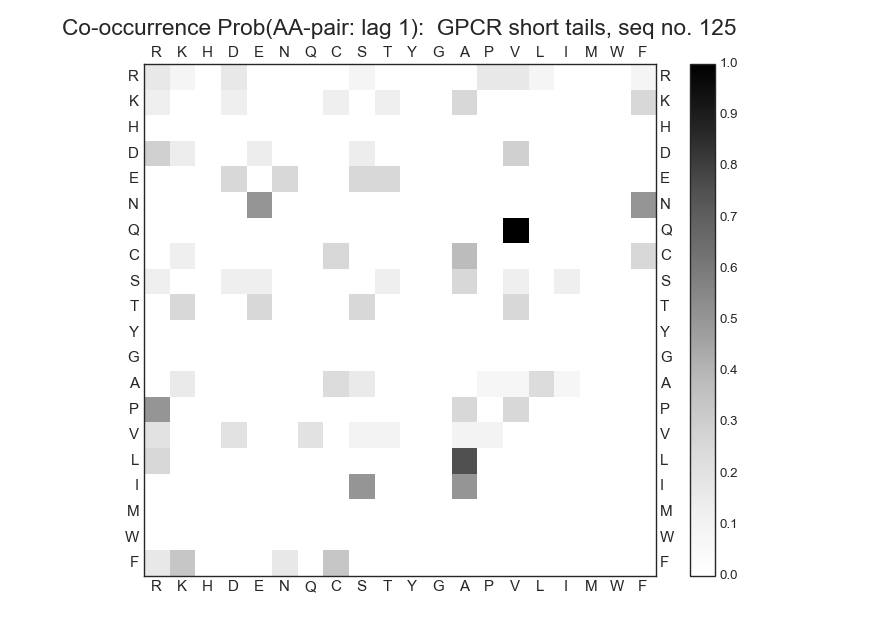 Co-occurrence Prob(AA-pair: lag 1):  GPCR short tails, seq no. 125
R K H D E N Q C S T Y G A P V L I M W F
1.0
R R
0.9
K K
H H
0.8
D D
E E
0.7
N N
Q Q
0.6
C C
S S
0.5
T T
Y Y
0.4
G G
A A
0.3
P P
V V
0.2
L L
I I
0.1
M M
W W
F F
0.0
R K H D E N Q C S T Y G A P V L I M W F